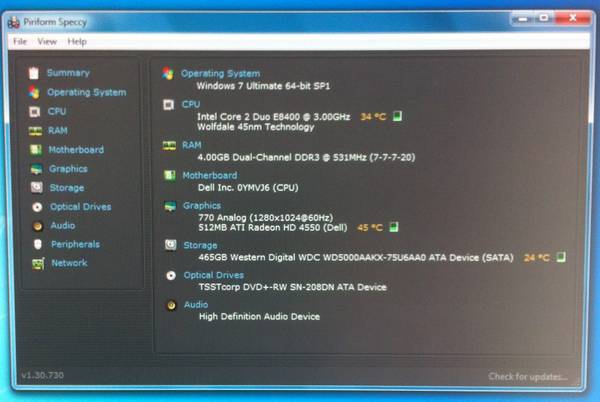 Piriform Speccy
File View Help
Summary
Operating System
CPU
RAM
Motherboard
Graphics
Storage
Optical Drives
Audio
Peripherals
Network
Operating System
Windows 7 Ultimate 64-bit SP1
CPU
Intel Core 2 Duo E8400 @ 3.00GHz 34 °C
Wolfdale 45nm Technology
RAM
4.00GB Dual-Channel DDR3 @ 531MHz (7-7-7-20)
Motherboard
Dell Inc. 0YMVJ6 (CPU)
Graphics
770 Analog (1280x1024@60Hz)
512MB ATI Radeon HD 4550 (Dell) 45 °C
Storage
465GB Western Digital WDC WD5000AAKX-75U6AA0 ATA Device (SATA) 24 °C
Optical Drives
TSSTcorp DVD+-RW SN-208DN ATA Device
Audio
High Definition Audio Device
v1.30.730
Check for updates...